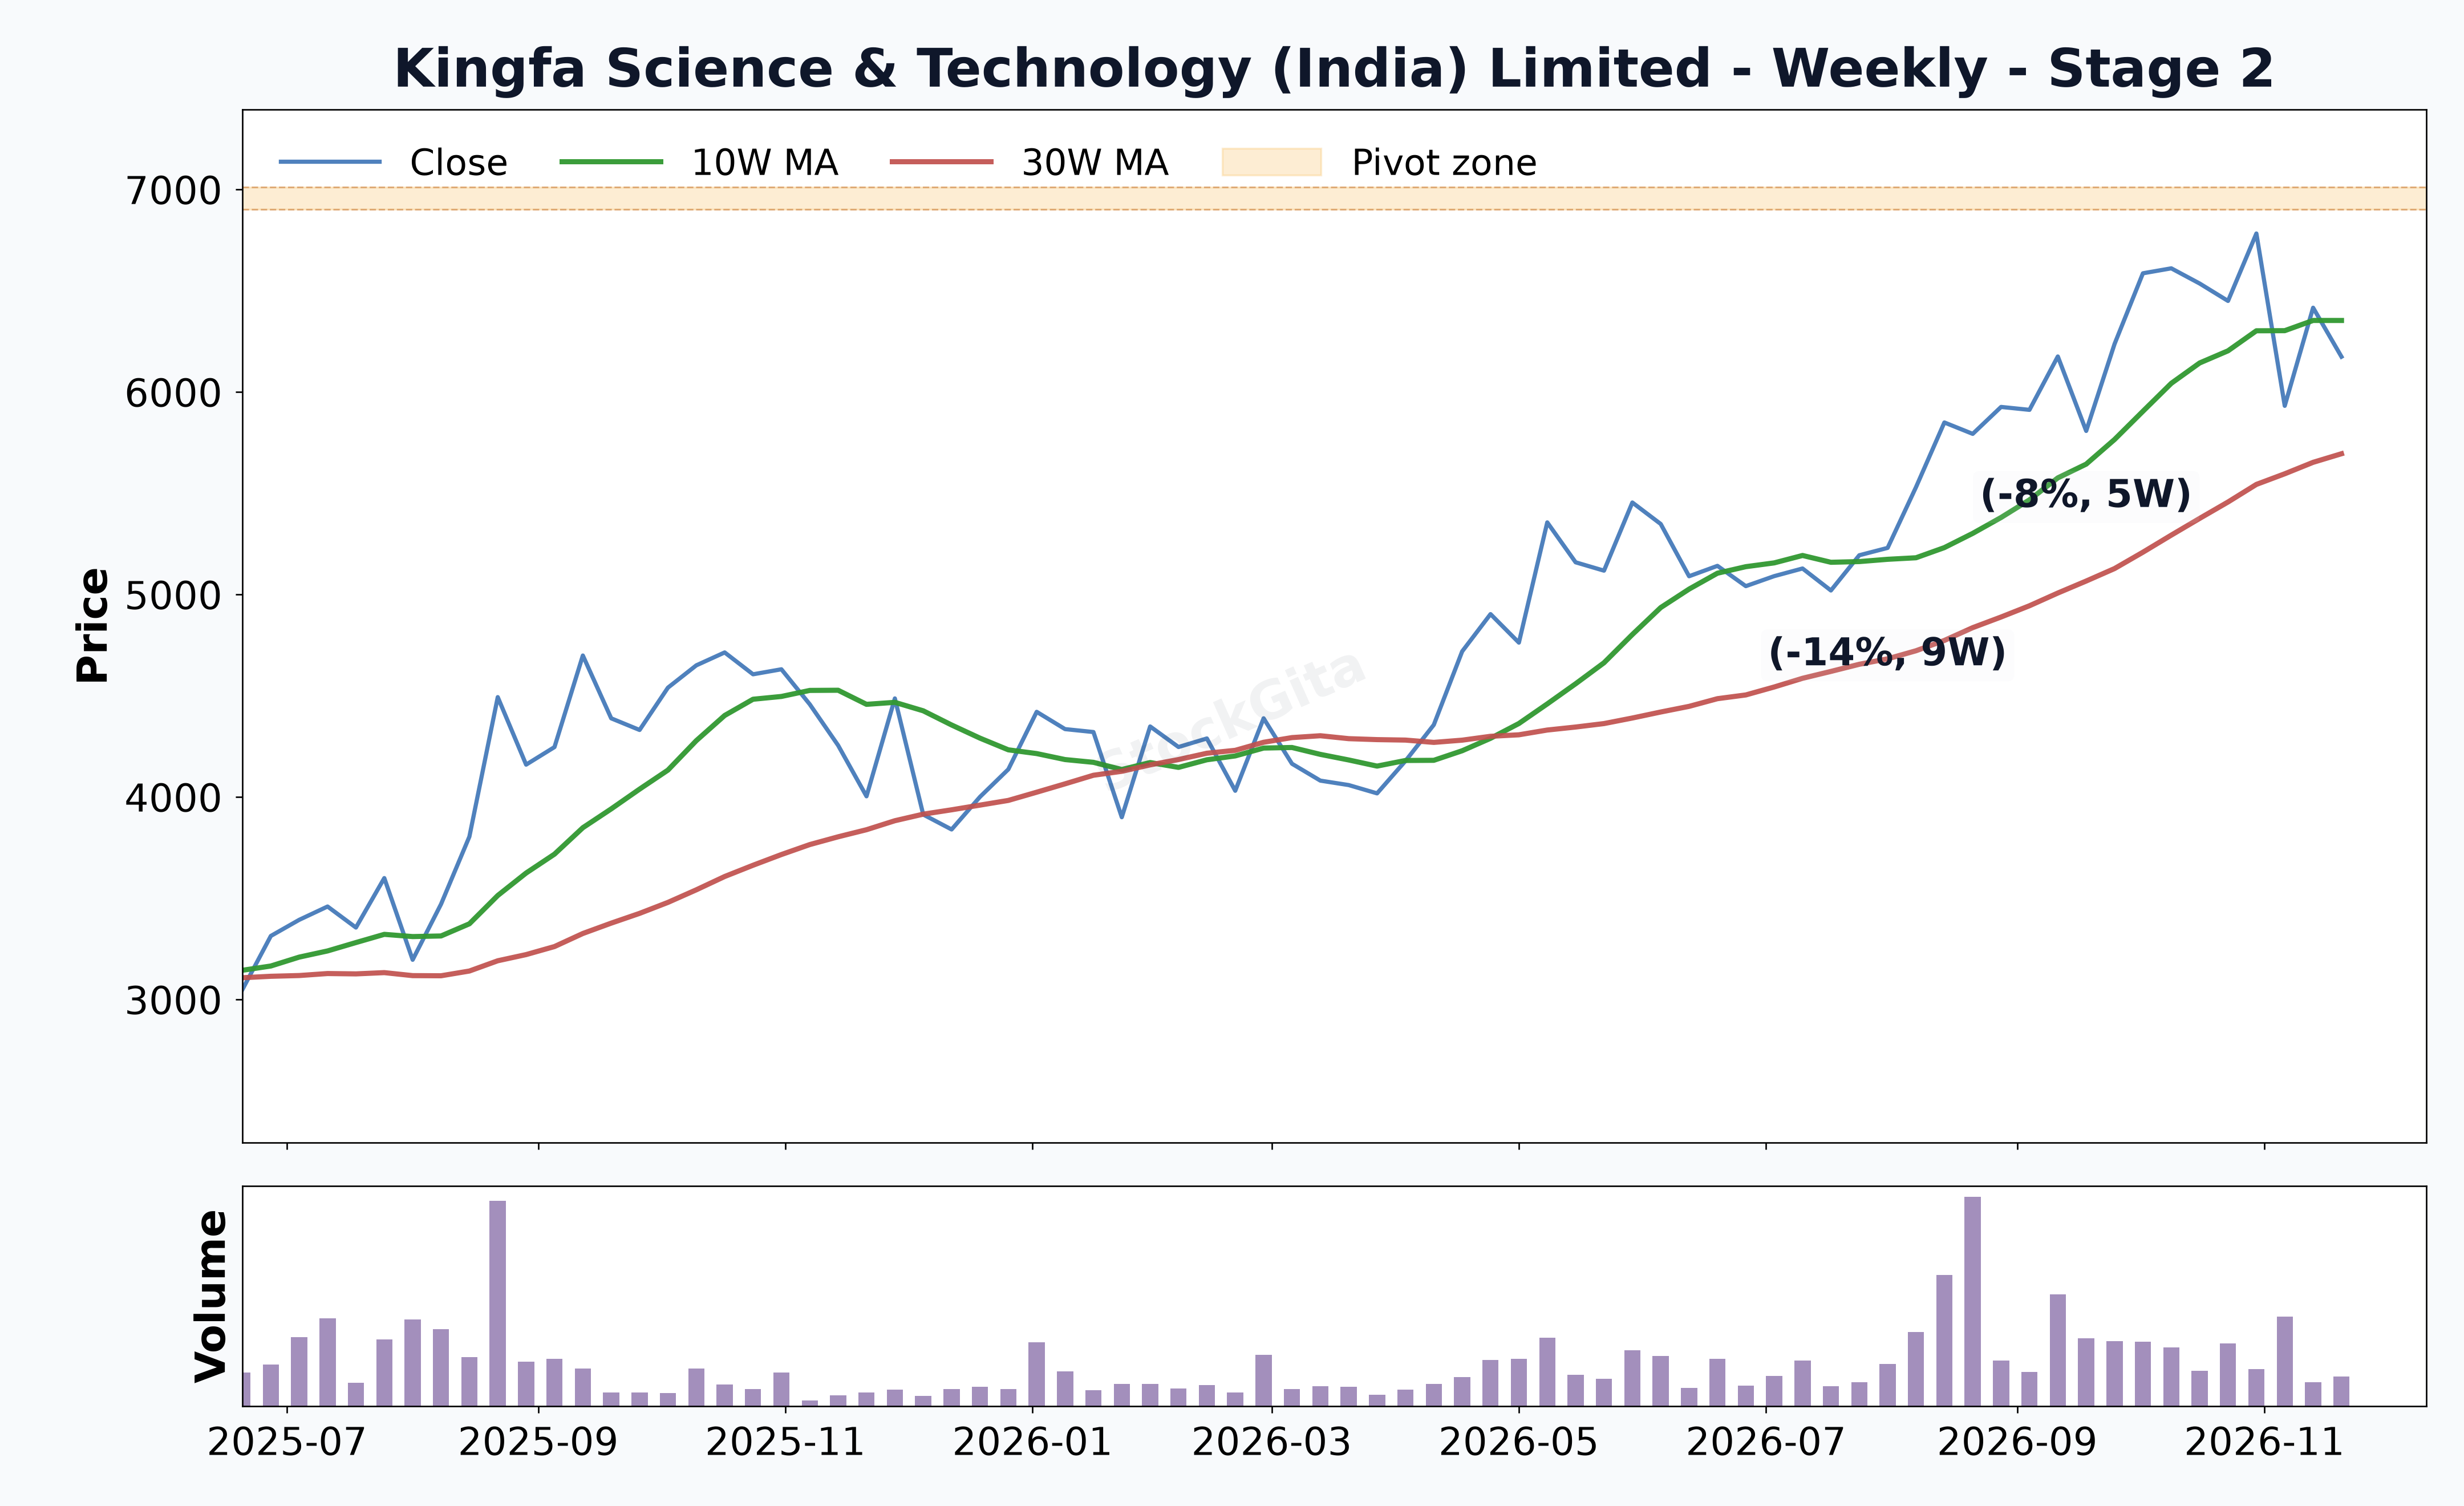 Kingfa Science & Technology (India) Limited - Weekly - Stage 2
Close 10W MA 30W MA Pivot zone
7000
6000
5000
4000
3000
Price
(-8%, 5W)
(-14%, 9W)
StockGita
Volume
2025-07 2025-09 2025-11 2026-01 2026-03 2026-05 2026-07 2026-09 2026-11